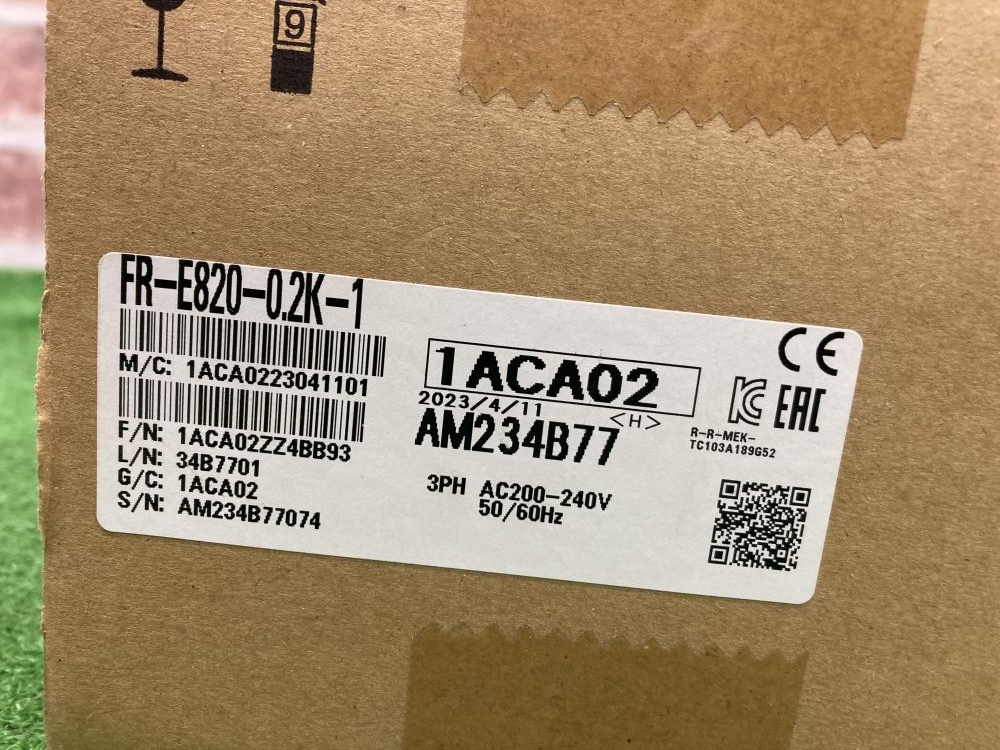 9
FR-E820-0.2K-1
M/C: 1ACA0223041101
F/N: 1ACA02ZZ4BB93
L/N: 34B7701
G/C: 1ACA02
S/N: AM234B77074
1ACA02
2023/4/11
<H>
AM234B77
3PH AC200-240V
50/60Hz
CE
KC EAC
R-R-MEK-
TC103A189G52